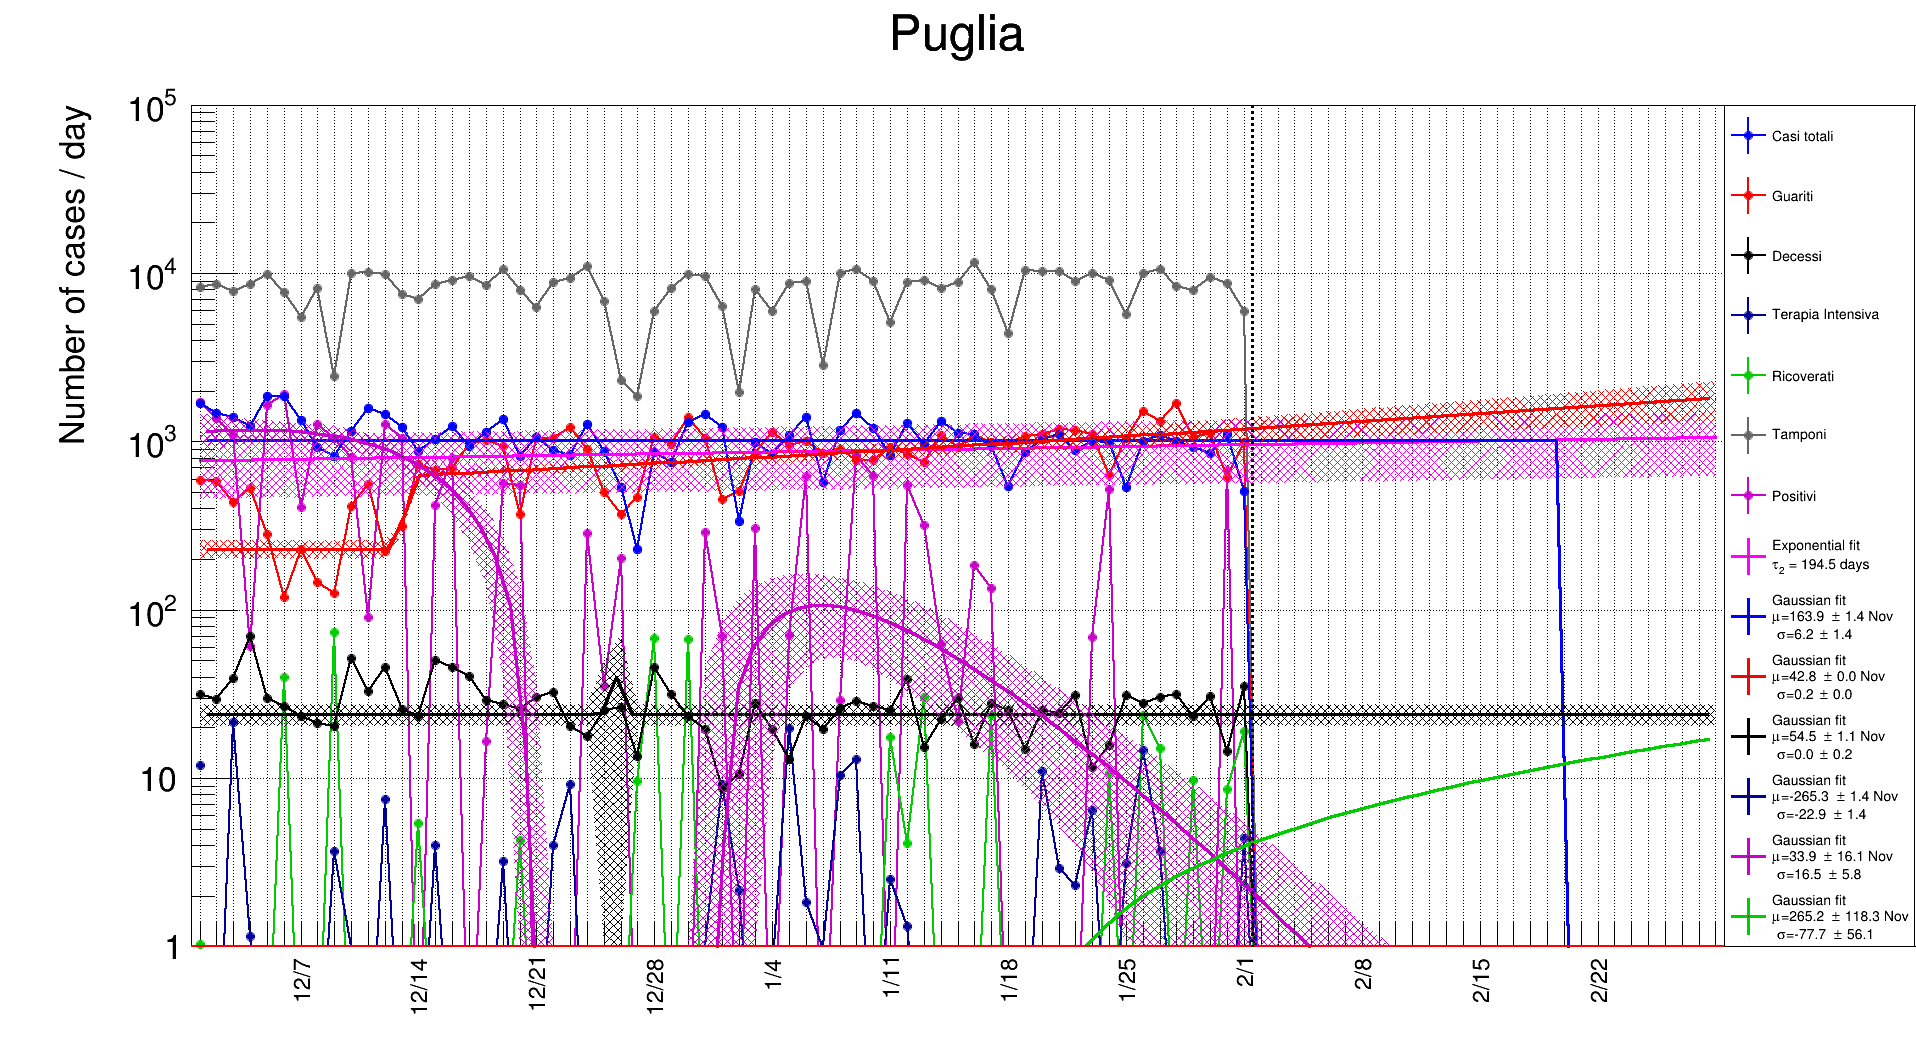 Puglia
Number of cases / day
10^5
10^4
10^3
10^2
10
1
12/7
12/14
12/21
12/28
1/4
1/11
1/18
1/25
2/1
2/8
2/15
2/22
Casi totali
Guariti
Decessi
Terapia Intensiva
Ricoverati
Tamponi
Positivi
Exponential fit
τ_2 = 194.5 days
Gaussian fit
μ=163.9 ± 1.4 Nov
σ=6.2 ± 1.4
Gaussian fit
μ=42.8 ± 0.0 Nov
σ=0.2 ± 0.0
Gaussian fit
μ=54.5 ± 1.1 Nov
σ=0.0 ± 0.2
Gaussian fit
μ=-265.3 ± 1.4 Nov
σ=-22.9 ± 1.4
Gaussian fit
μ=33.9 ± 16.1 Nov
σ=16.5 ± 5.8
Gaussian fit
μ=265.2 ± 118.3 Nov
σ=-77.7 ± 56.1